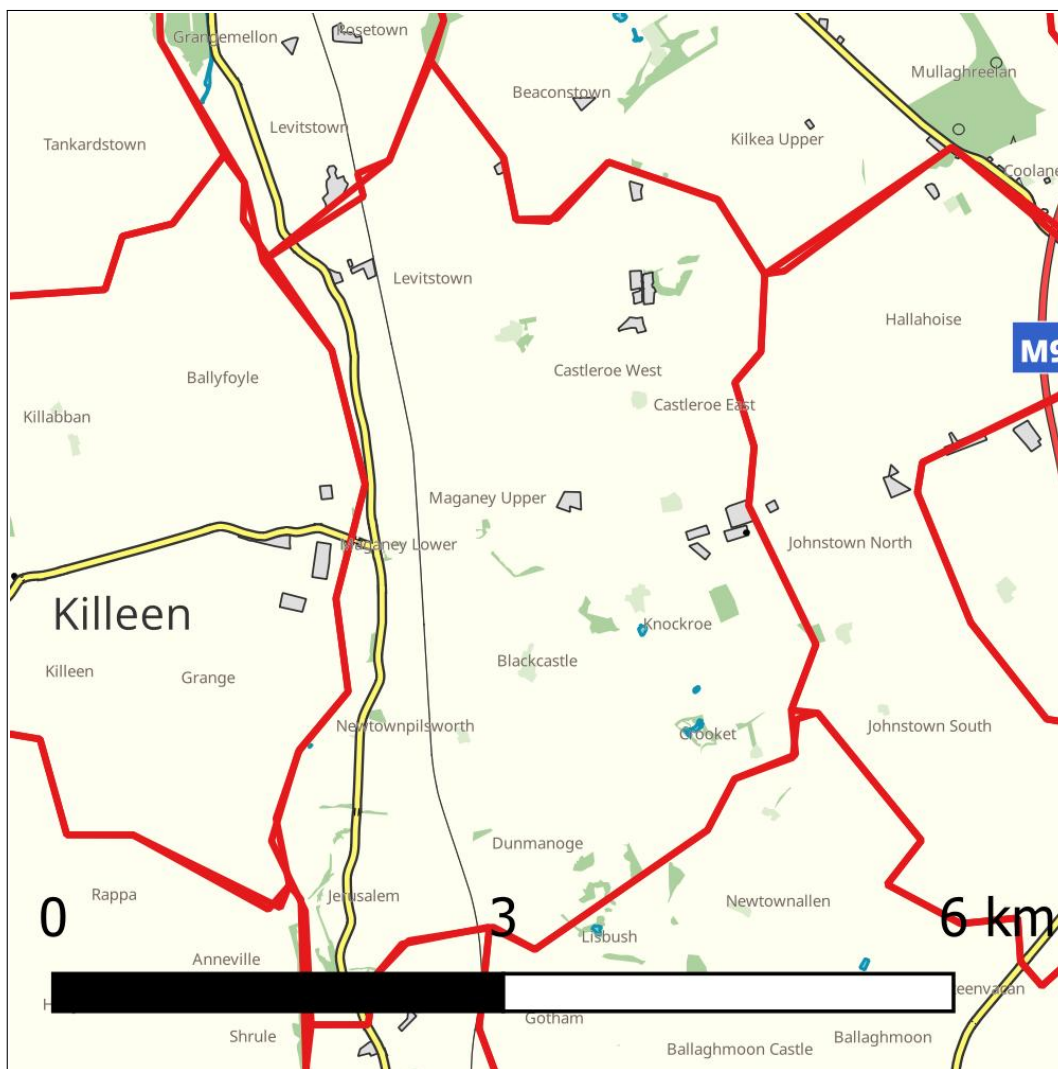 Grangemellon
Rosetown
Mullaghreelan
Beaconstown
Levitstown
Kilkea Upper
Tankardstown
Levitstown
Hallahoise
M9
Castleroe West
Ballyfoyle
Castleroe East
Killabban
Maganey Upper
Maganey Lower
Johnstown North
Killeen
Knockroe
Blackcastle
Killeen
Grange
Newtownpilsworth
Johnstown South
Crooket
Dunmanoge
Rappa
Jerusalem
Newtownallen
0
3
6 km
Lisbush
Anneville
Gotham
Shrule
Ballaghmoon
Ballaghmoon Castle